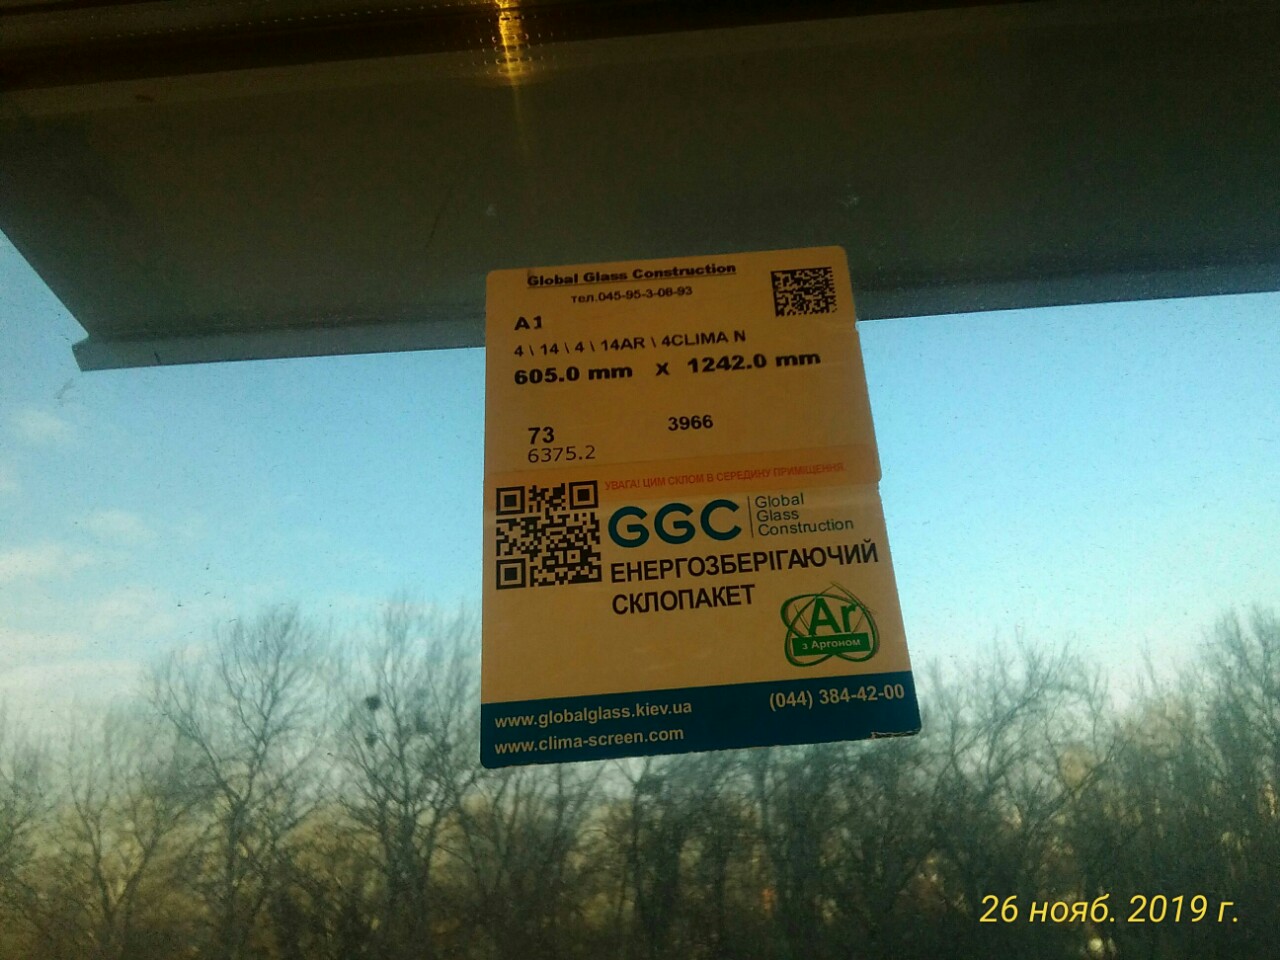 Global Glass Construction
тел.045-95-3-08-93
A1
4 \ 14 \ 4 \ 14AR \ 4CLIMA N
605.0 mm x 1242.0 mm
73 3966
6375.2
УВАГА! ЦИМ СКЛОМ В СЕРЕДИНУ ПРИМІЩЕННЯ
GGC Global
Glass
Construction
ЕНЕРГОЗБЕРІГАЮЧИЙ
СКЛОПАКЕТ
Ar
з Аргоном
www.globalglass.kiev.ua (044) 384-42-00
www.clima-screen.com
26 нояб. 2019 г.